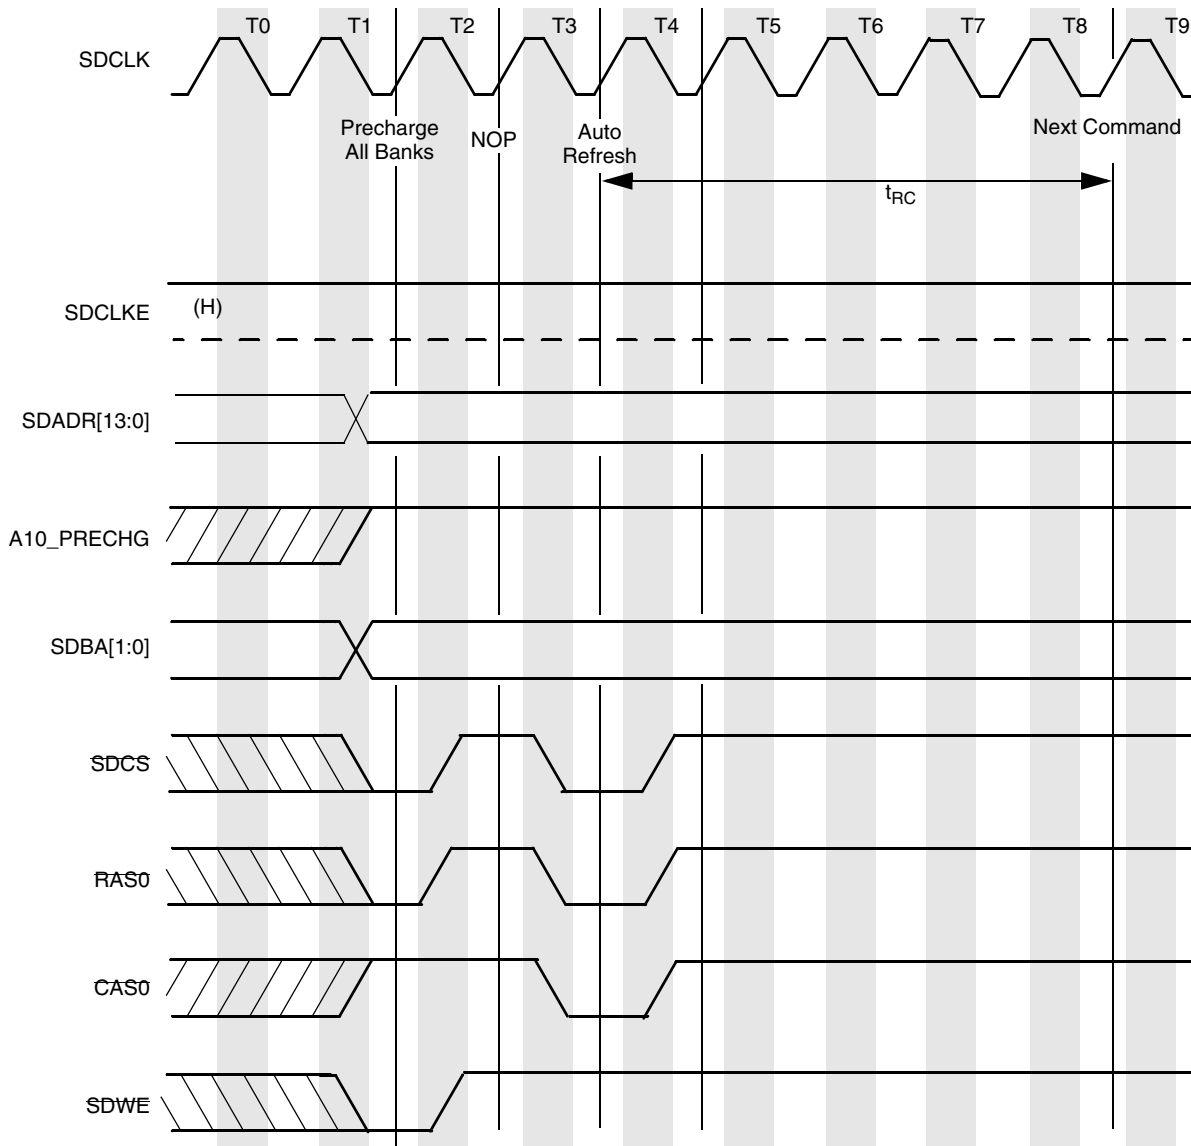 T0 T1 T2 T3 T4 T5 T6 T7 T8 T9
SDCLK
Precharge
All Banks
NOP
Auto
Refresh
Next Command
tRC
SDCLKE
(H)
SDADR[13:0]
A10_PRECHG
SDBA[1:0]
SDCS
RAS0
CAS0
SDWE